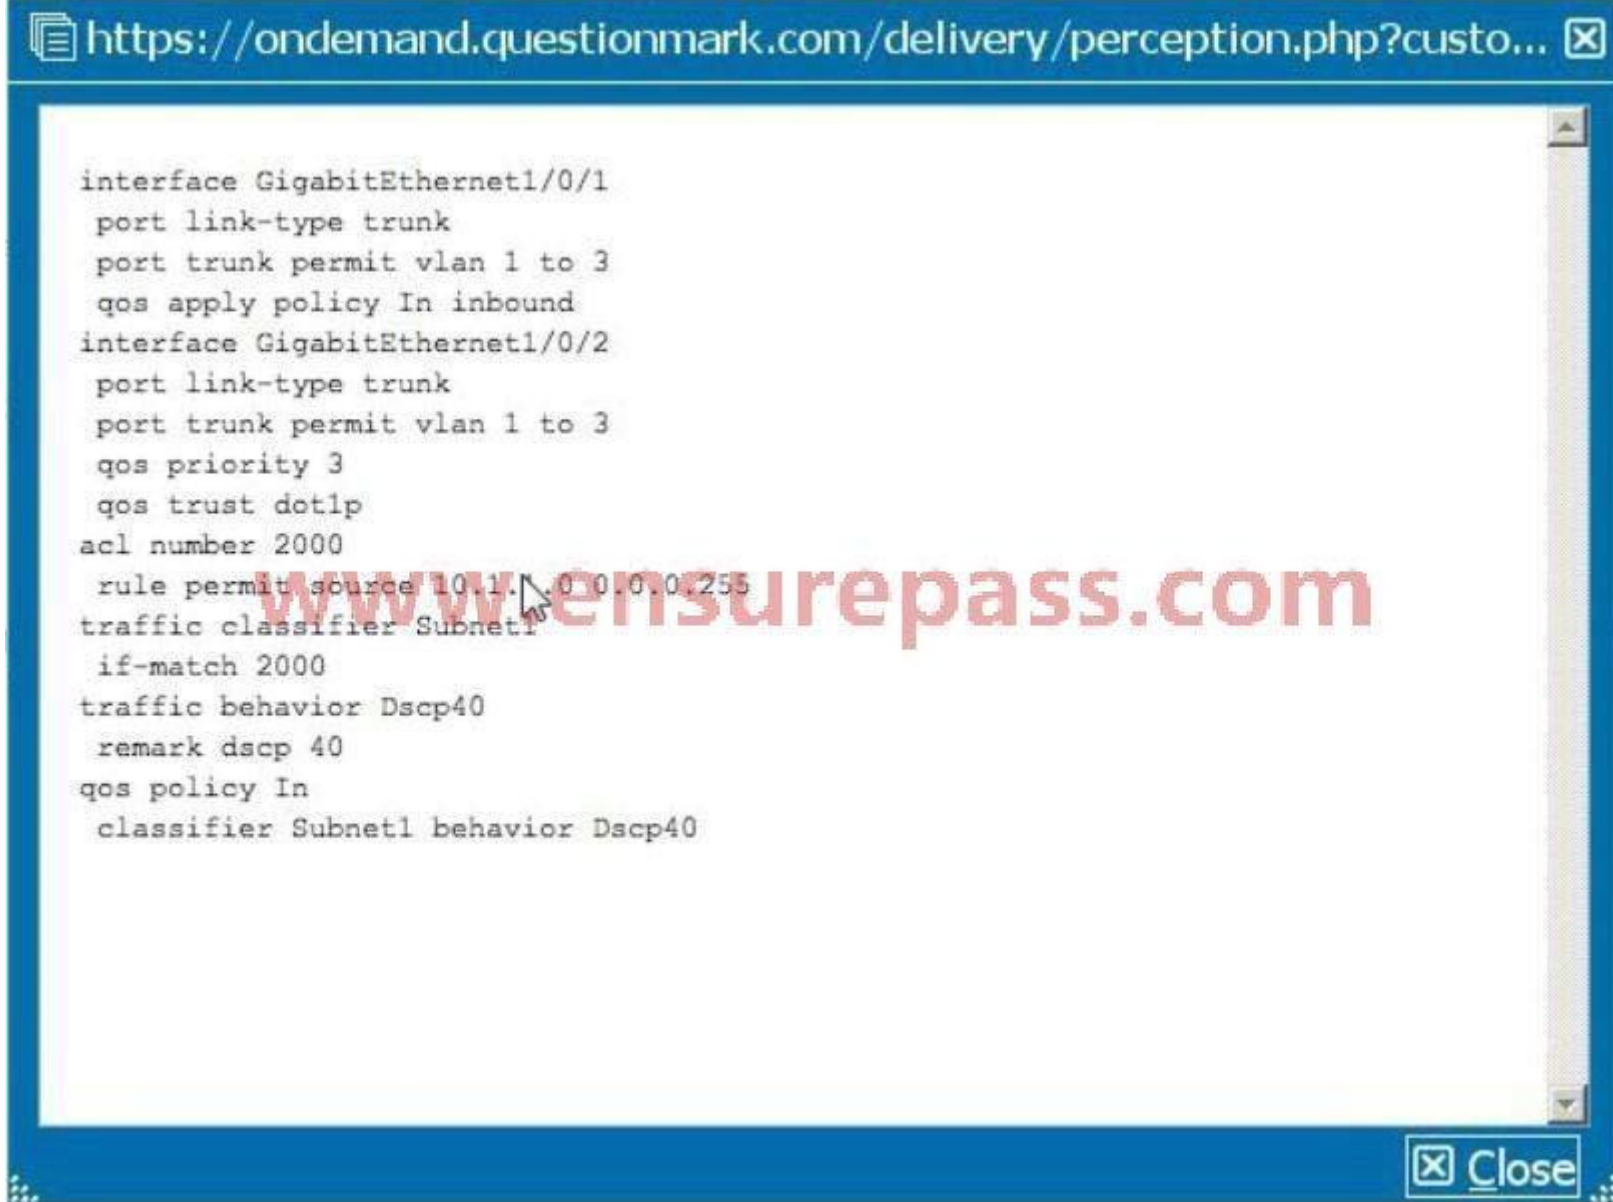 https://ondemand.questionmark.com/delivery/perception.php?custo...
interface GigabitEthernet1/0/1
port link-type trunk
port trunk permit vlan 1 to 3
qos apply policy In inbound
interface GigabitEthernet1/0/2
port link-type trunk
port trunk permit vlan 1 to 3
qos priority 3
qos trust dot1p
acl number 2000
rule permit source 0.0.0.255
www.ensurepass.com
traffic classifier Subnet1
if-match 2000
traffic behavior Dscp40
remark dscp 40
qos policy In
classifier Subnet1 behavior Dscp40
Close